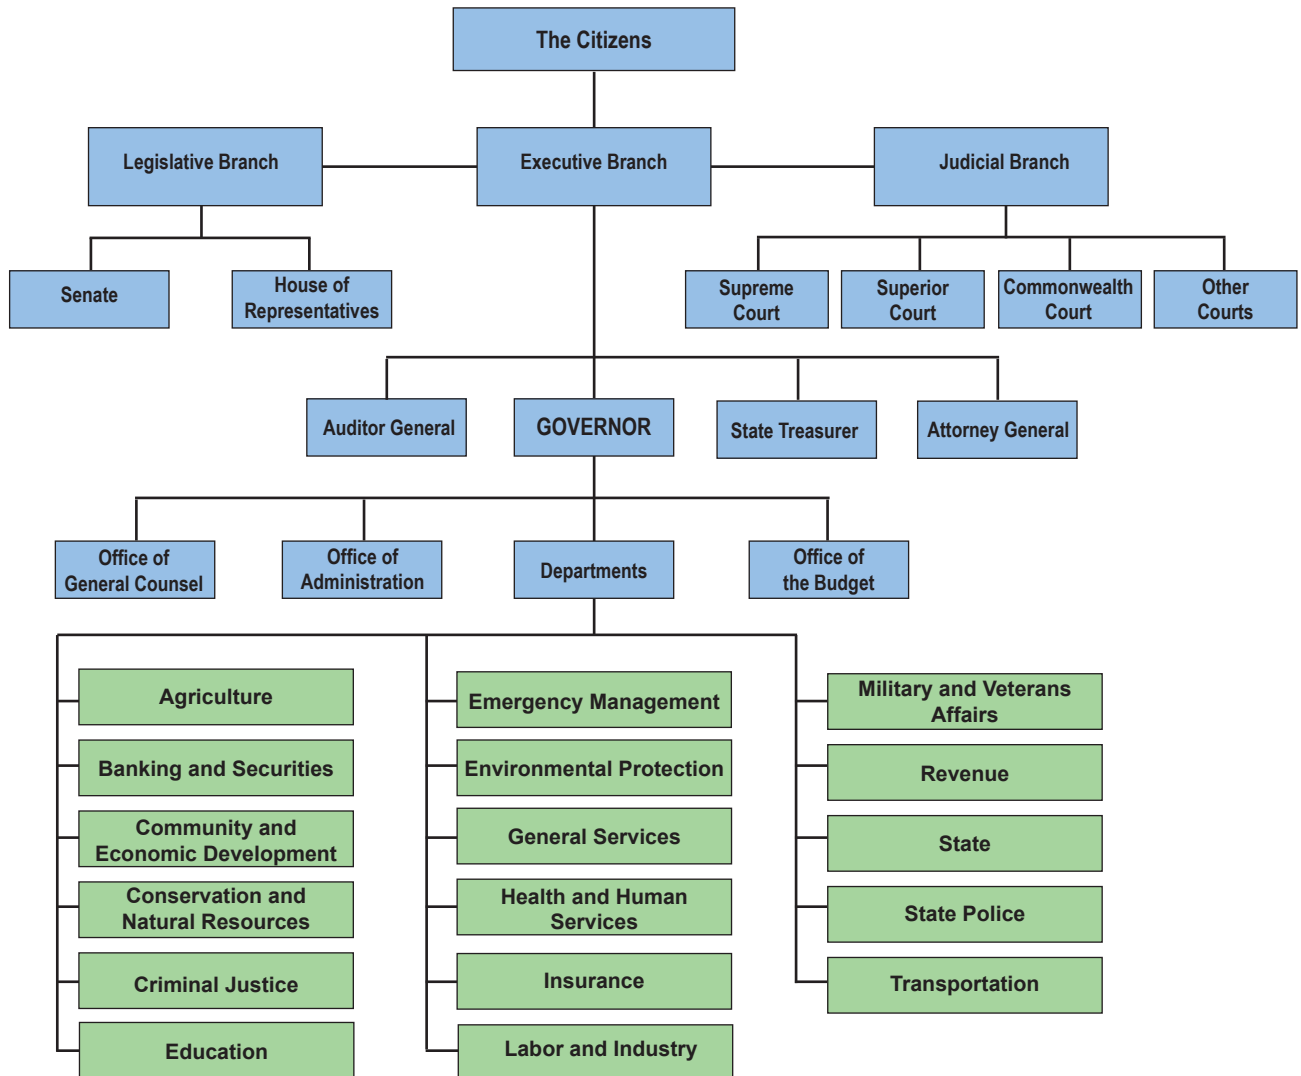 The Citizens
Legislative Branch
Executive Branch
Judicial Branch
Senate
House of
Representatives
Supreme
Court
Superior
Court
Commonwealth
Court
Other
Courts
Auditor General
GOVERNOR
State Treasurer
Attorney General
Office of
General Counsel
Office of
Administration
Departments
Office of
the Budget
Agriculture
Banking and Securities
Community and
Economic Development
Conservation and
Natural Resources
Criminal Justice
Education
Emergency Management
Environmental Protection
General Services
Health and Human
Services
Insurance
Labor and Industry
Military and Veterans
Affairs
Revenue
State
State Police
Transportation